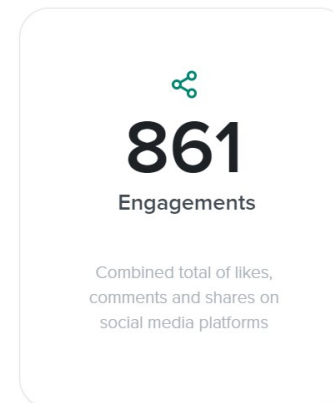 861
Engagements
Combined total of likes,
comments and shares on
social media platforms